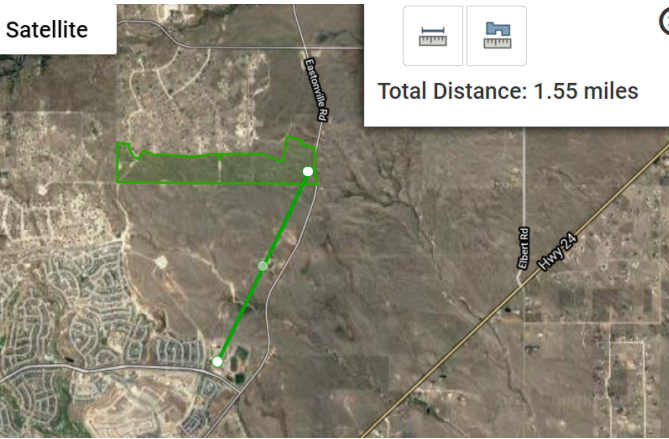 Satellite
Total Distance: 1.55 miles
Eastonville Rd
Elbert Rd
Hwy 24